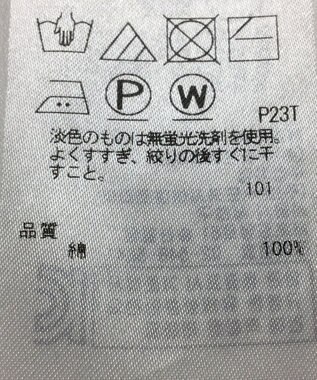 P W
P23T
淡色のものは無蛍光洗剤を使用。
よくすすぎ、絞りの後すぐに干
すこと。
101
品質
綿 100%